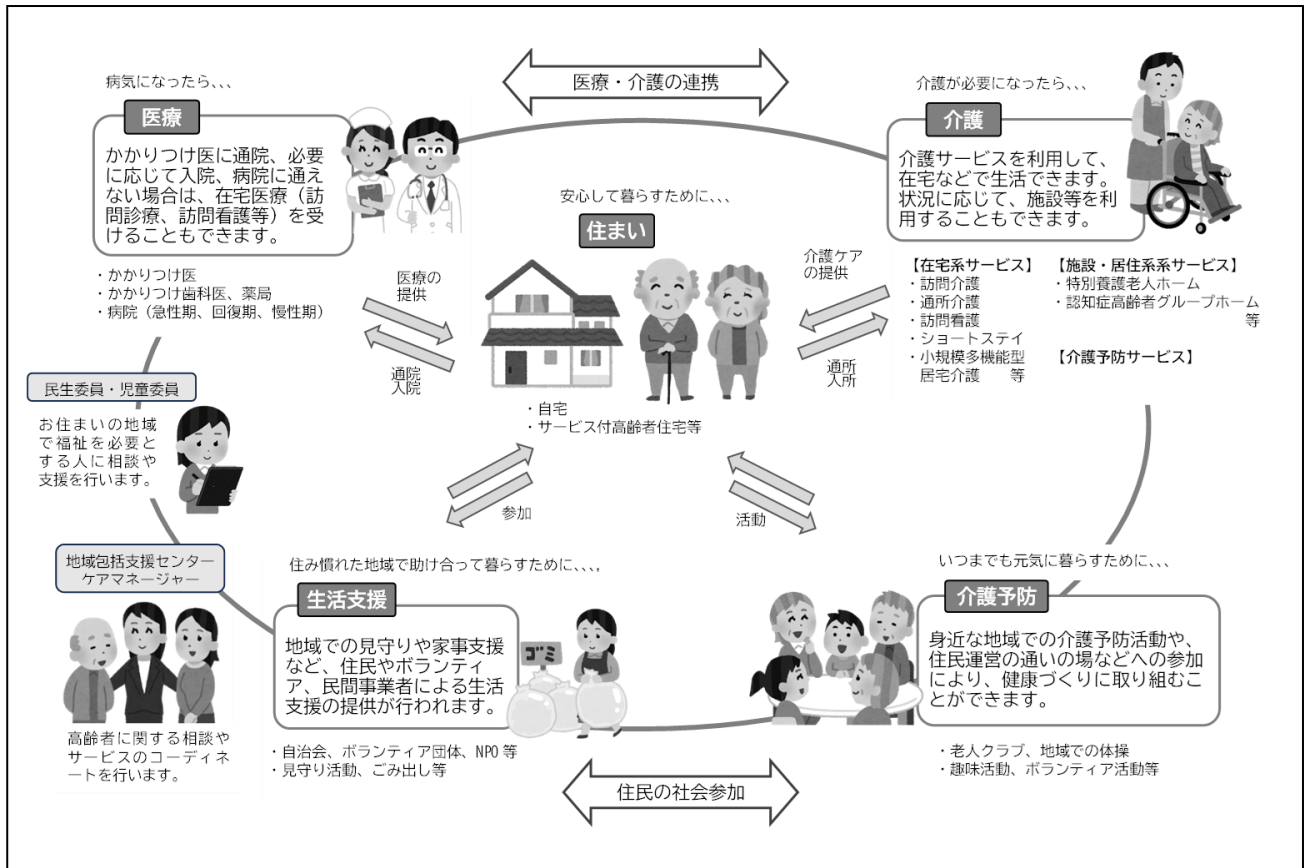 医療・介護の連携
病気になったら、、、
医療
かかりつけ医に通院、必要
に応じて入院、病院に通え
ない場合は、在宅医療（訪
問診療、訪問看護等）を受
けることもできます。
・かかりつけ医
・かかりつけ歯科医、薬局
・病院（急性期、回復期、慢性期）
介護が必要になったら、、、
介護
介護サービスを利用して、
在宅などで生活できます。
状況に応じて、施設等を利
用することもできます。
【在宅系サービス】
・訪問介護
・通所介護
・訪問看護
・ショートステイ
・小規模多機能型
居宅介護　等
【施設・居住系系サービス】
・特別養護老人ホーム
・認知症高齢者グループホーム
等
【介護予防サービス】
安心して暮らすために、、、
住まい
・自宅
・サービス付高齢者住宅等
医療の
提供
通院
入院
介護ケア
の提供
通所
入所
参加
活動
民生委員・児童委員
お住まいの地域
で福祉を必要と
する人に相談や
支援を行います。
地域包括支援センター
ケアマネージャー
高齢者に関する相談や
サービスのコーディネ
ートを行います。
住み慣れた地域で助け合って暮らすために、、、,
生活支援
地域での見守りや家事支援
など、住民やボランティ
ア、民間事業者による生活
支援の提供が行われます。
ゴミ
・自治会、ボランティア団体、NPO 等
・見守り活動、ごみ出し等
いつまでも元気に暮らすために、、、
介護予防
身近な地域での介護予防活動や、
住民運営の通いの場などへの参加
により、健康づくりに取り組むこ
とができます。
・老人クラブ、地域での体操
・趣味活動、ボランティア活動等
住民の社会参加